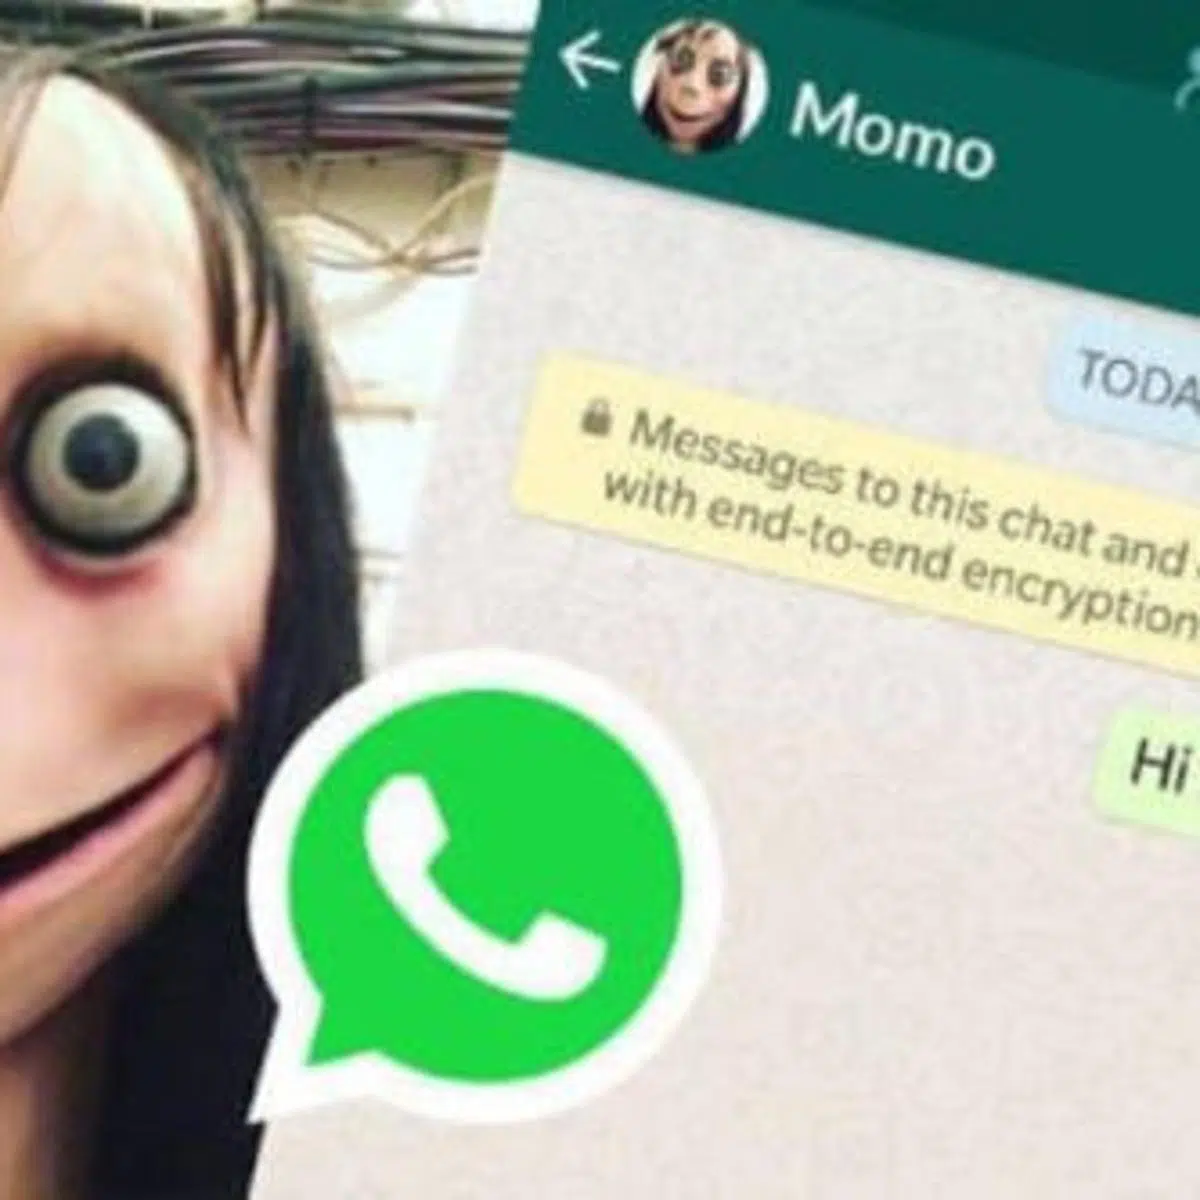 Momo
TODA
Messages to this chat and
with end-to-end encryption
Hi